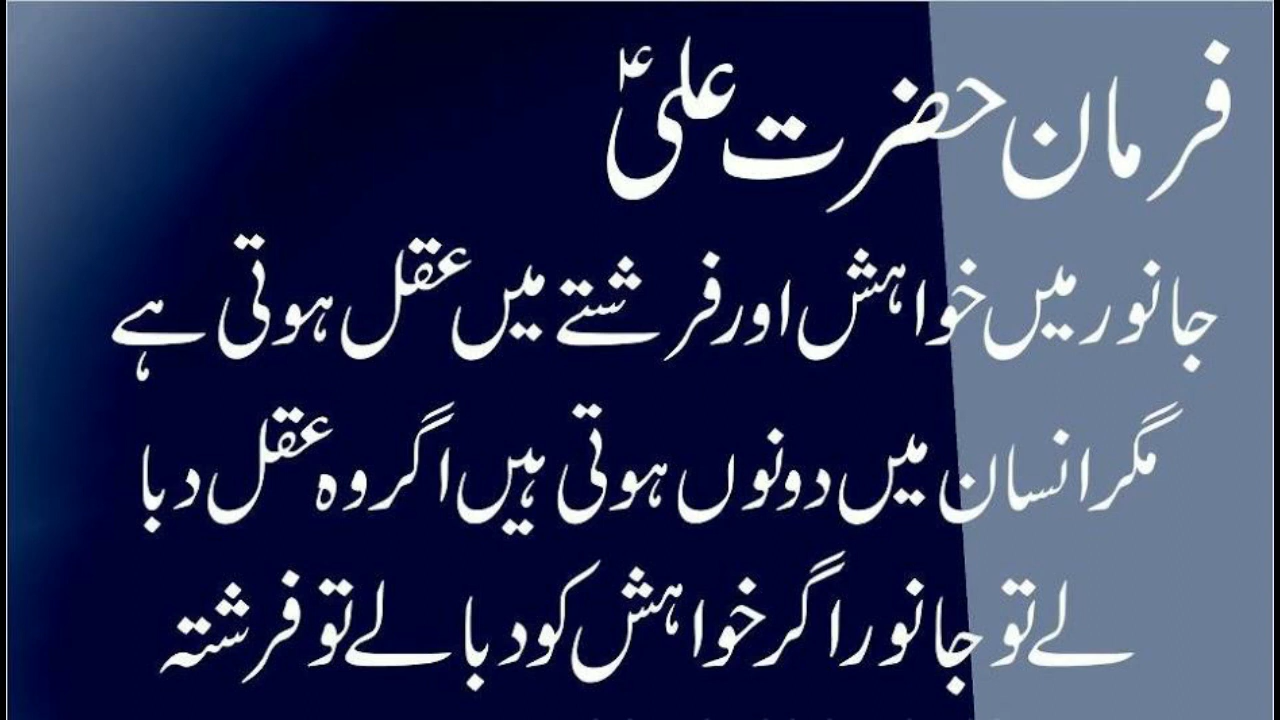 فرمان حضرت علیؑ
جانور میں خواہش اور فرشتے میں عقل ہوتی ہے
مگر انسان میں دونوں ہوتی ہیں اگر وہ عقل دبا
لے تو جانور اگر خواہش کو دبا لے تو فرشتہ